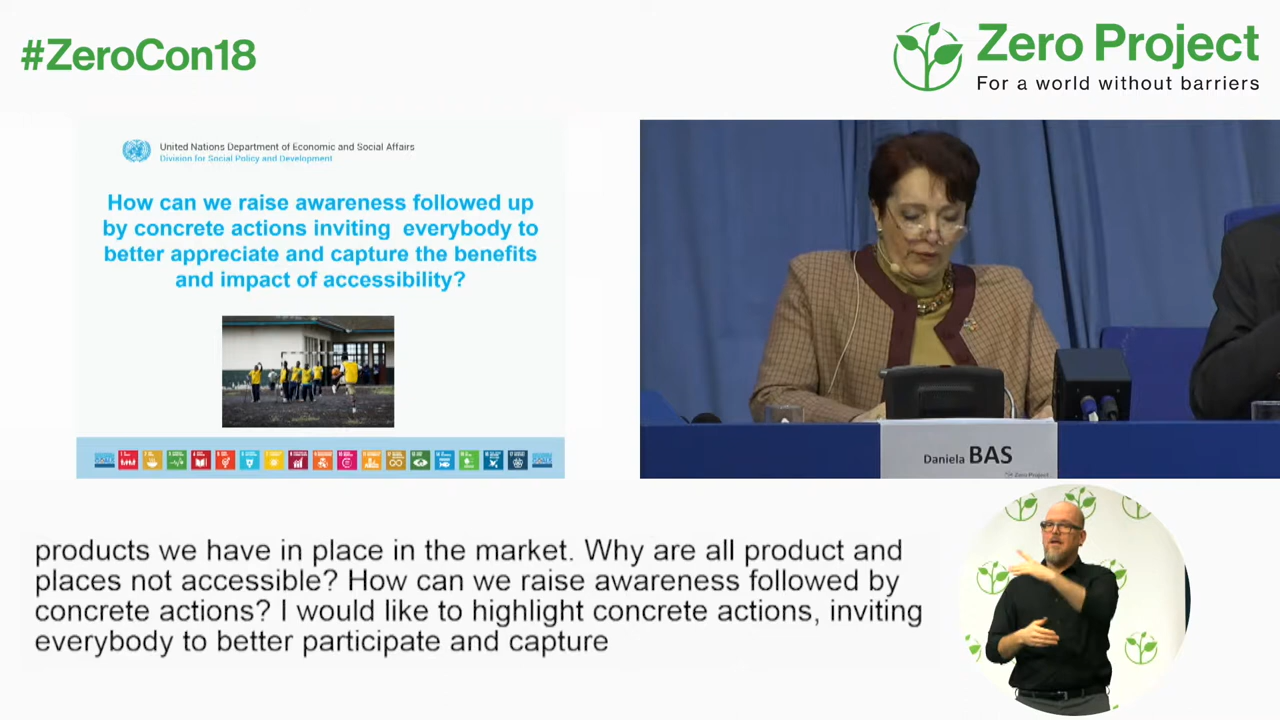 #ZeroCon18
Zero Project
For a world without barriers
United Nations Department of Economic and Social Affairs
Division for Social Policy and Development
How can we raise awareness followed up
by concrete actions inviting everybody to
better appreciate and capture the benefits
and impact of accessibility?
Daniela BAS
Zero Project
products we have in place in the market. Why are all product and
places not accessible? How can we raise awareness followed by
concrete actions? I would like to highlight concrete actions, inviting
everybody to better participate and capture